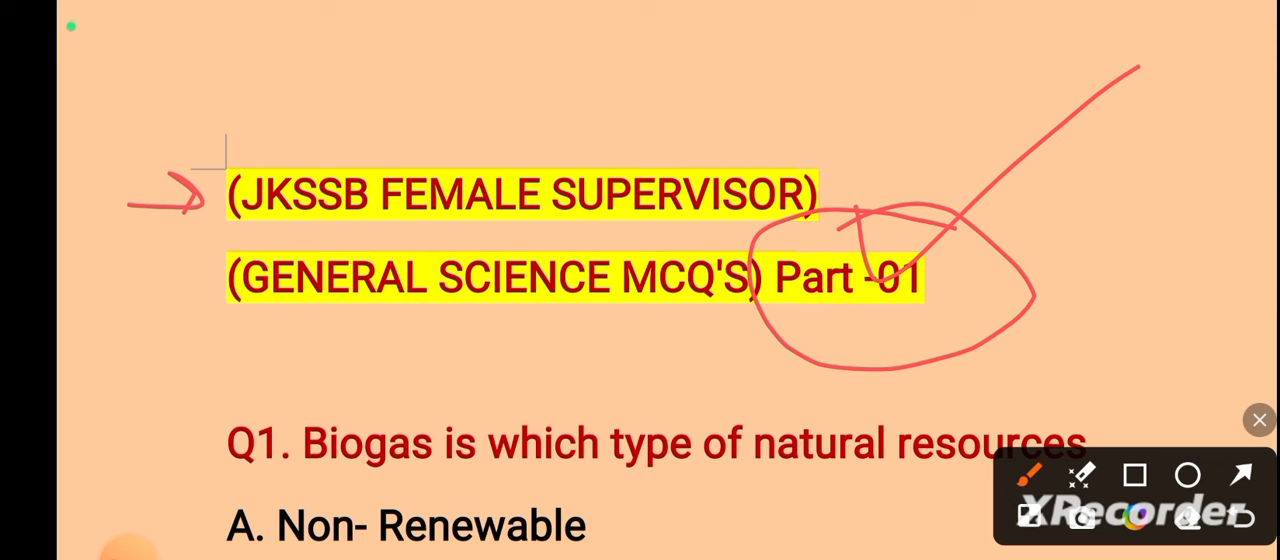 (JKSSB FEMALE SUPERVISOR)
(GENERAL SCIENCE MCQ'S) Part -01
Q1. Biogas is which type of natural resources
A. Non- Renewable
XRecorder